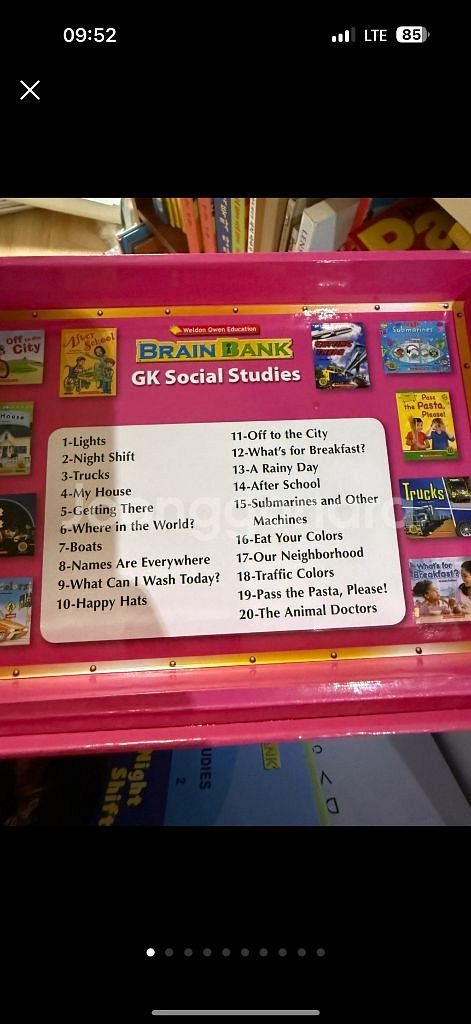 09:52
LTE 85
Off to the City
After School
Weldon Owen Education
BRAIN BANK
GK Social Studies
Getting There
Submarines
House
Pass the Pasta, Please!
Trucks
What's for Breakfast?
1-Lights
2-Night Shift
3-Trucks
4-My House
5-Getting There
6-Where in the World?
7-Boats
8-Names Are Everywhere
9-What Can I Wash Today?
10-Happy Hats
11-Off to the City
12-What's for Breakfast?
13-A Rainy Day
14-After School
15-Submarines and Other
Machines
16-Eat Your Colors
17-Our Neighborhood
18-Traffic Colors
19-Pass the Pasta, Please!
20-The Animal Doctors
Night
Shift
UDIES
2
NK